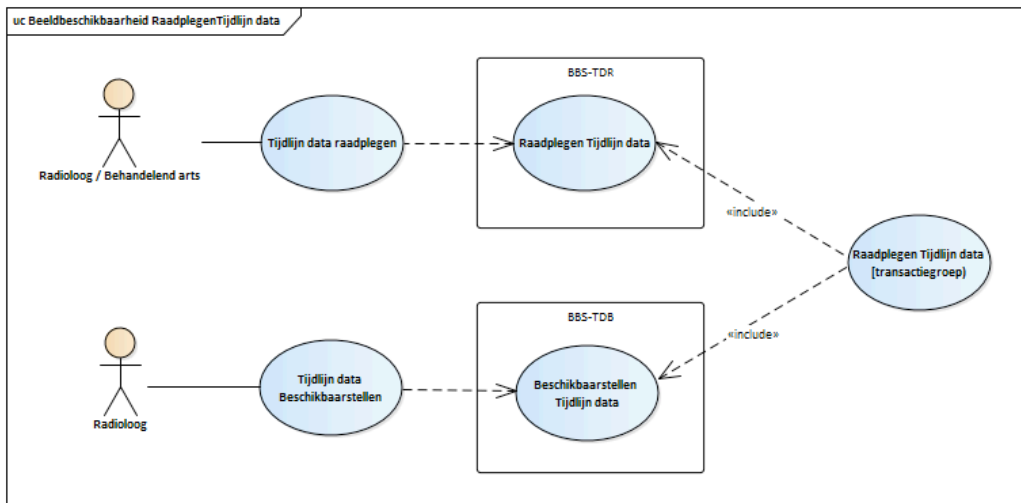 uc Beeldbeschikbaarheid RaadplegenTijdlijn data
BBS-TDR
Tijdlijn data raadplegen
Raadplegen Tijdlijn data
Radioloog / Behandelend arts
«include»
Raadplegen Tijdlijn data
[transactiegroep)
BBS-TDB
«include»
Tijdlijn data
Beschikbaarstellen
Beschikbaarstellen
Tijdlijn data
Radioloog